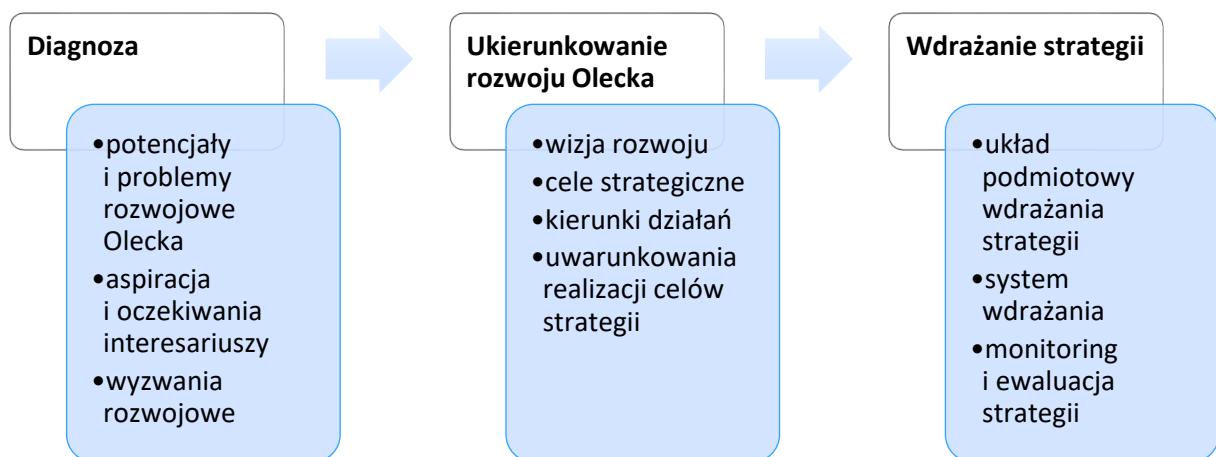 Diagnoza
•potencjały
i problemy
rozwojowe
Olecka
•aspiracja
i oczekiwania
interesariuszy
•wyzwania
rozwojowe
Ukierunkowanie
rozwoju Olecka
•wizja rozwoju
•cele strategiczne
•kierunki działań
•uwarunkowania
realizacji celów
strategii
Wdrażanie strategii
•układ
podmiotowy
wdrażania
strategii
•system
wdrażania
•monitoring
i ewaluacja
strategii